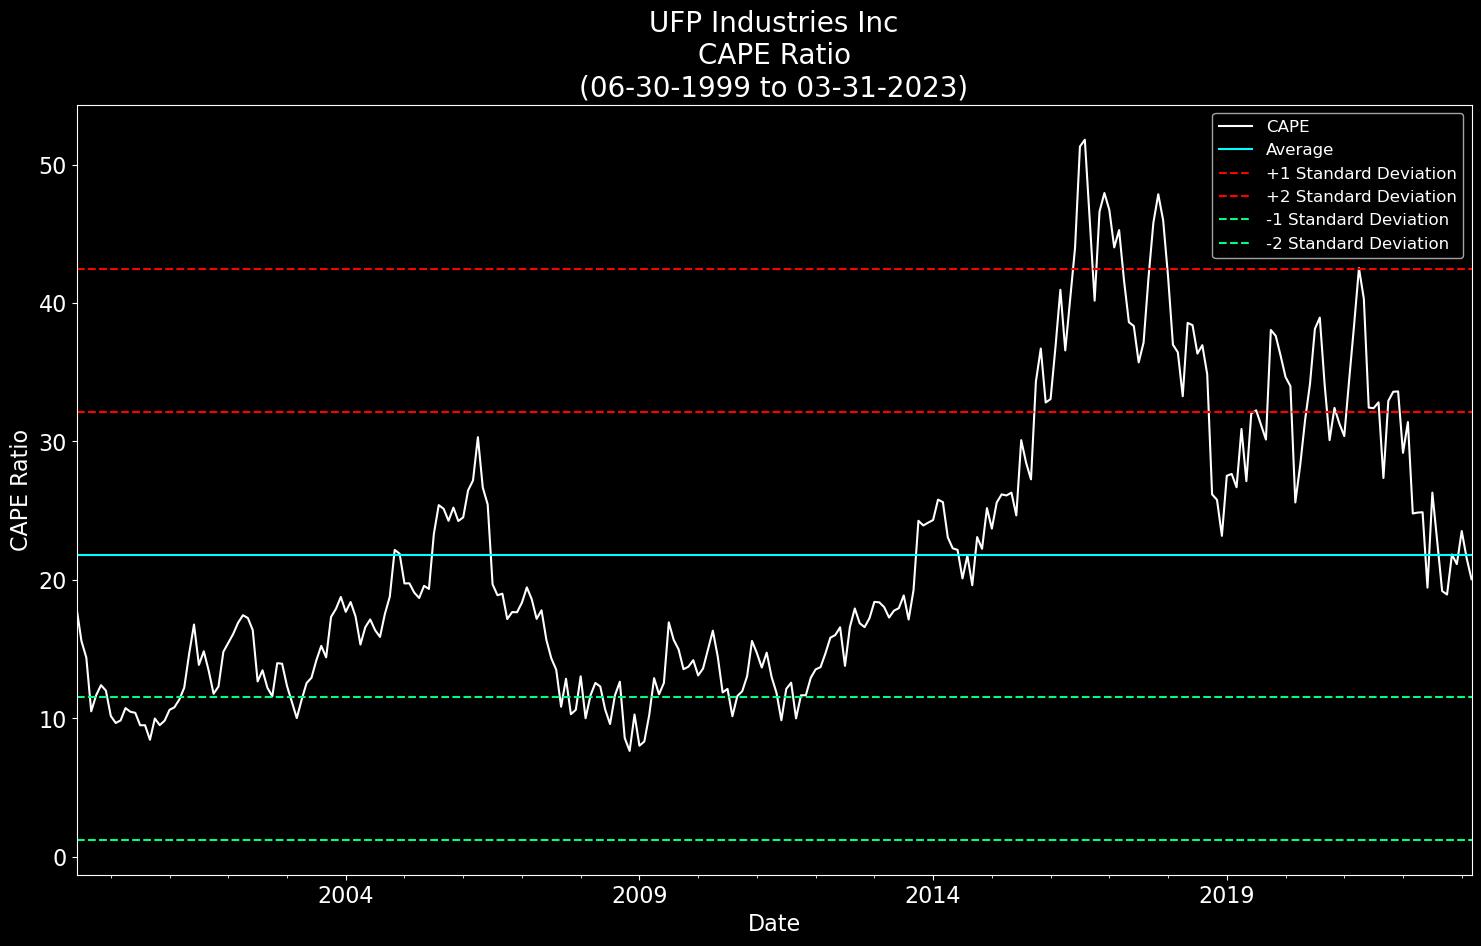 UFP Industries Inc
CAPE Ratio
(06-30-1999 to 03-31-2023)
CAPE
Average
+1 Standard Deviation
+2 Standard Deviation
-1 Standard Deviation
-2 Standard Deviation
CAPE Ratio
50
40
30
20
10
0
2004
2009
2014
2019
Date